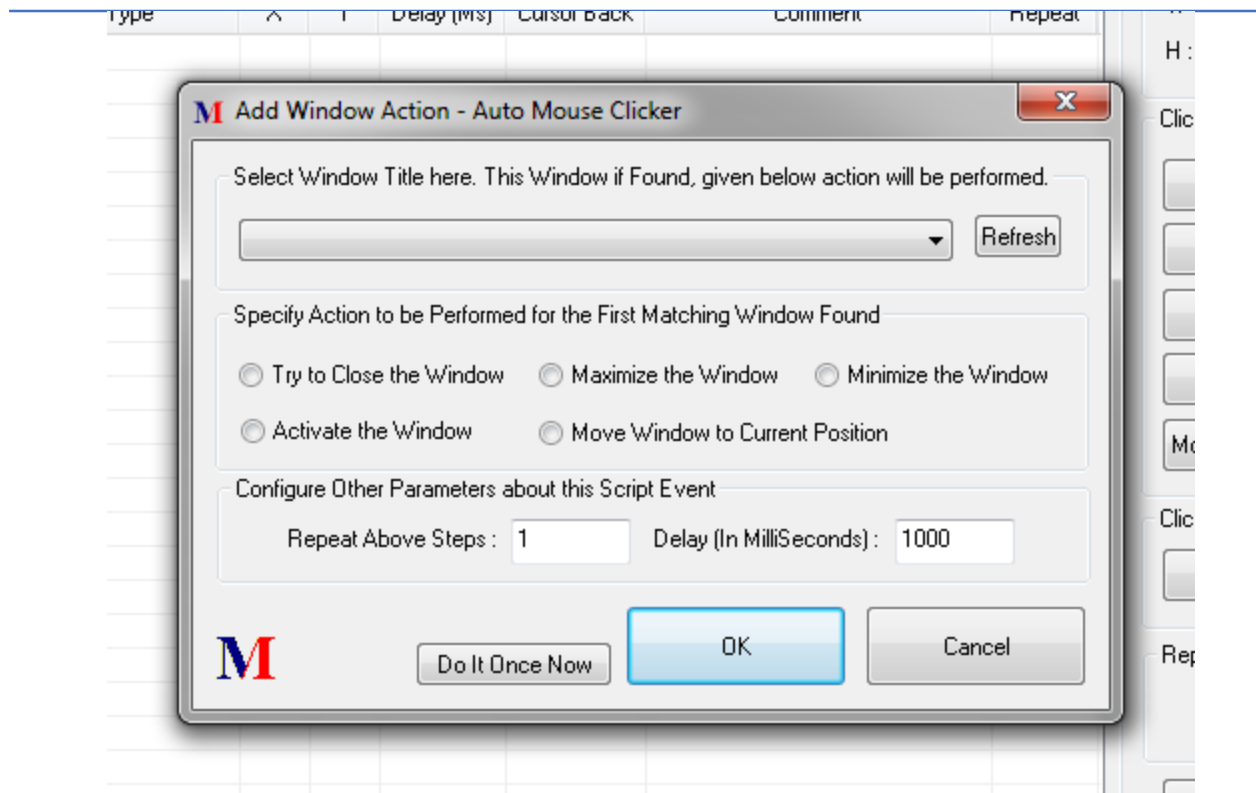 Type X Y Delay (Ms) Cursor Back Comment Repeat
H :
Add Window Action - Auto Mouse Clicker
Select Window Title here. This Window if Found, given below action will be performed.
Refresh
Specify Action to be Performed for the First Matching Window Found
Try to Close the Window Maximize the Window Minimize the Window
Activate the Window Move Window to Current Position
Configure Other Parameters about this Script Event
Repeat Above Steps : 1 Delay (In MilliSeconds) : 1000
M Do It Once Now OK Cancel